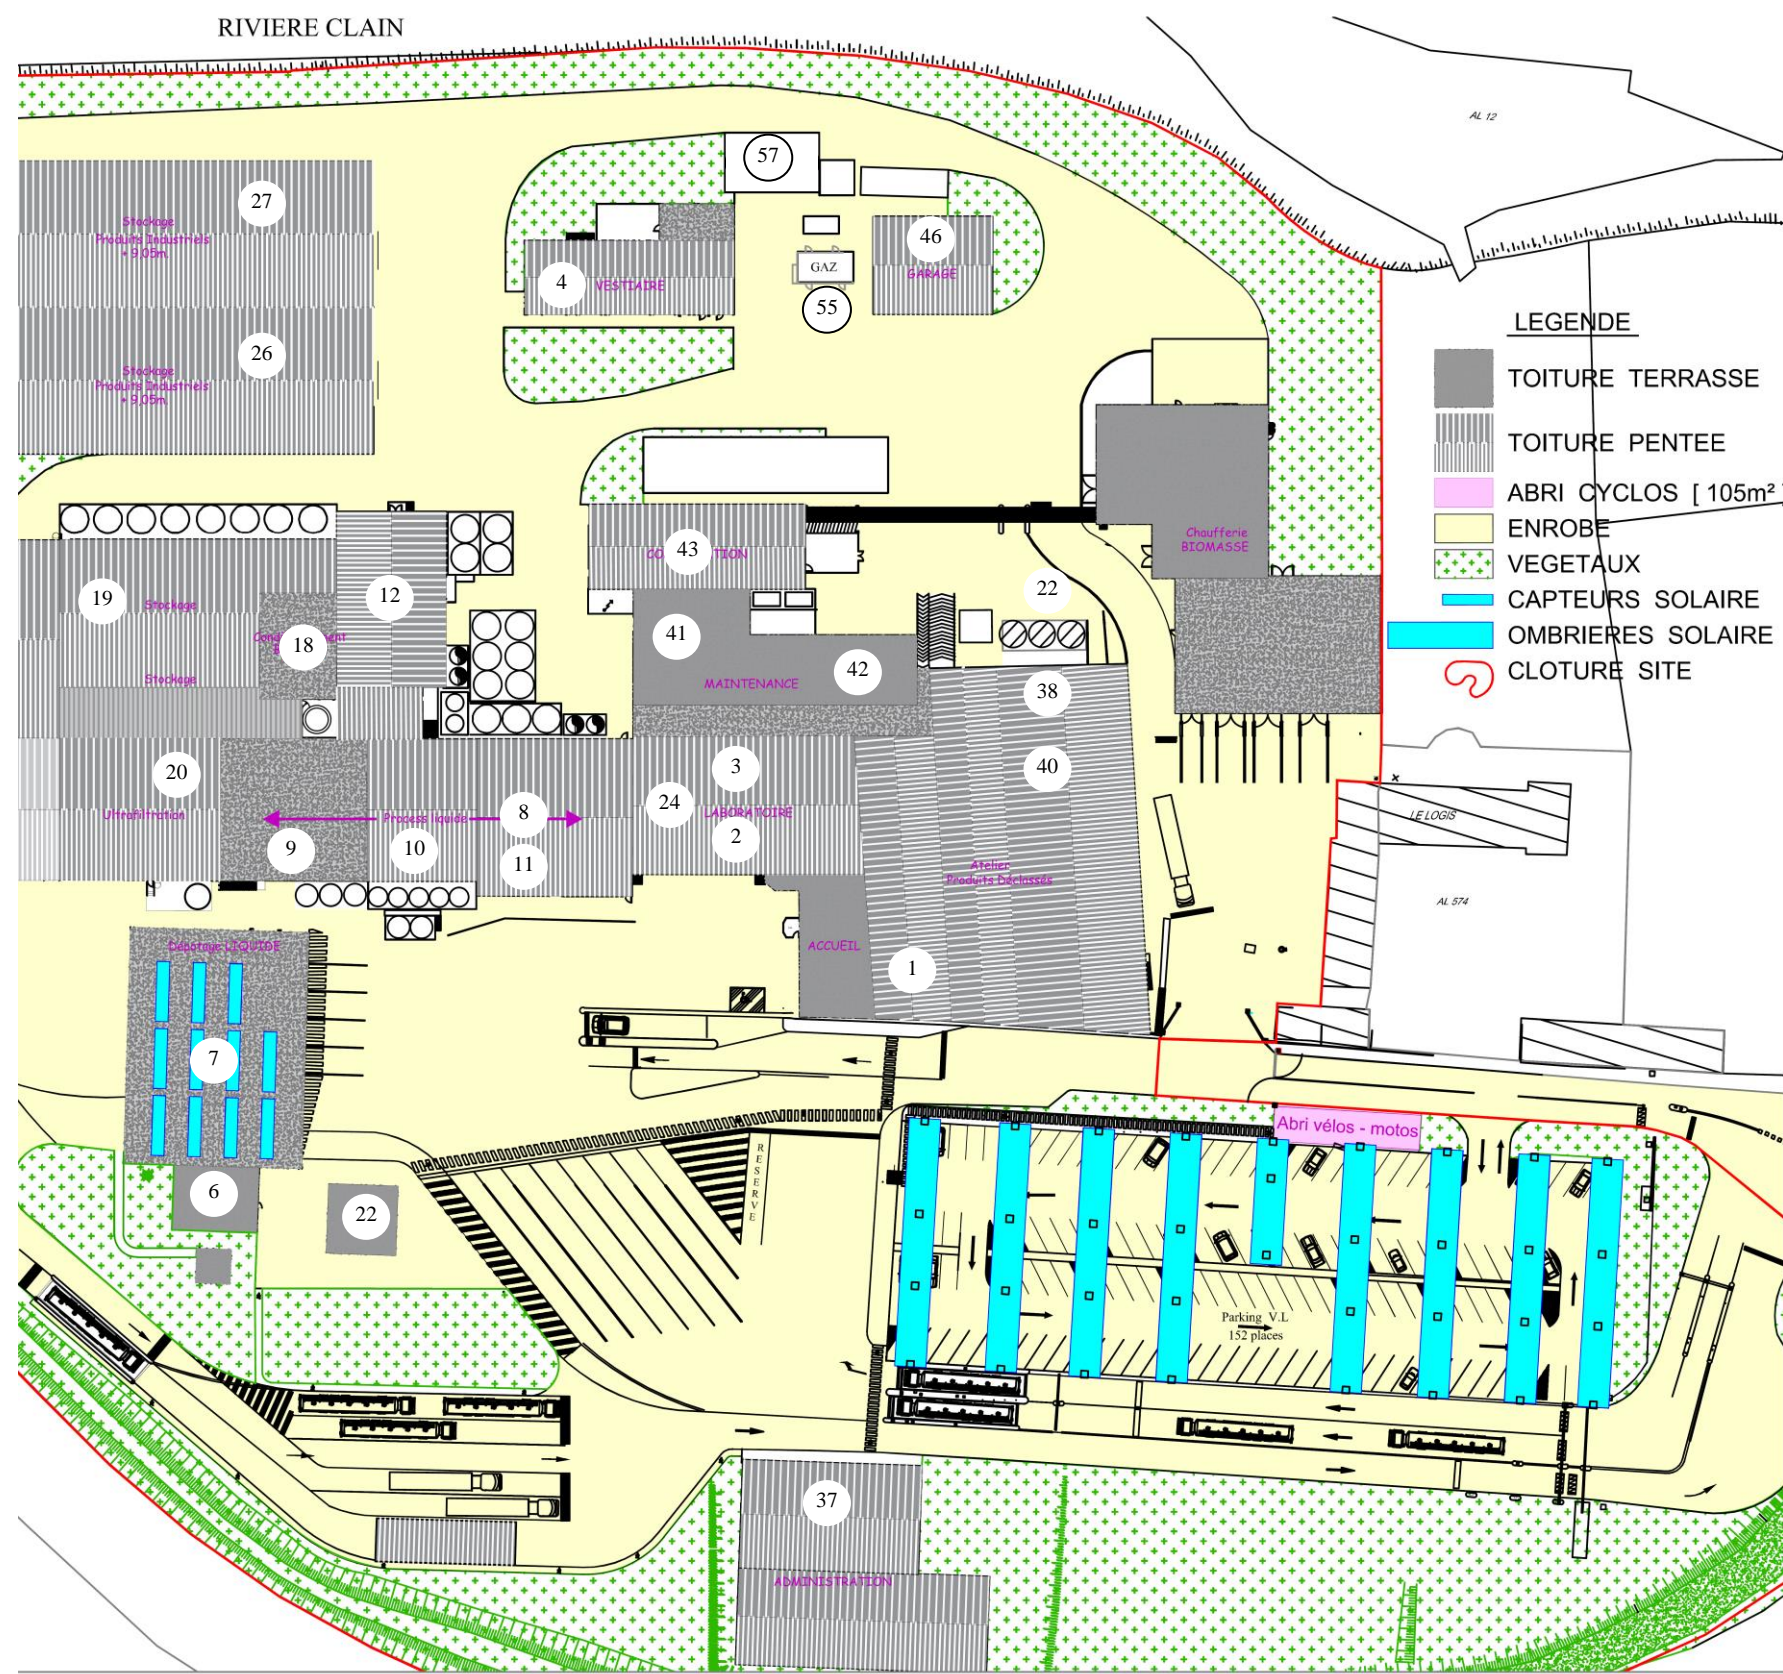 RIVIERE CLAIN
AL 12
57
27
Stockage
Produits Industriels
+ 9,05m.
46
GARAGE
GAZ
4
VESTIAIRE
55
26
Stockage
Produits Industriels
+ 9,05m.
LEGENDE
TOITURE TERRASSE
TOITURE PENTEE
ABRI CYCLOS [ 105m²
ENROBE
VEGETAUX
CAPTEURS SOLAIRE
OMBRIERES SOLAIRE
CLOTURE SITE
Chaufferie
BIOMASSE
43
19
Stockage
12
22
18
41
42
MAINTENANCE
Stockage
38
20
3
40
24
LABORATOIRE
Ultrafiltration
Process liquide
8
2
9
10
11
Atelier
Produits Déclassés
LE LOGIS
AL 574
Dépotage LIQUIDE
ACCUEIL
1
7
Abri vélos - motos
RESERVE
6
22
Parking V.L
152 places
37
ADMINISTRATION